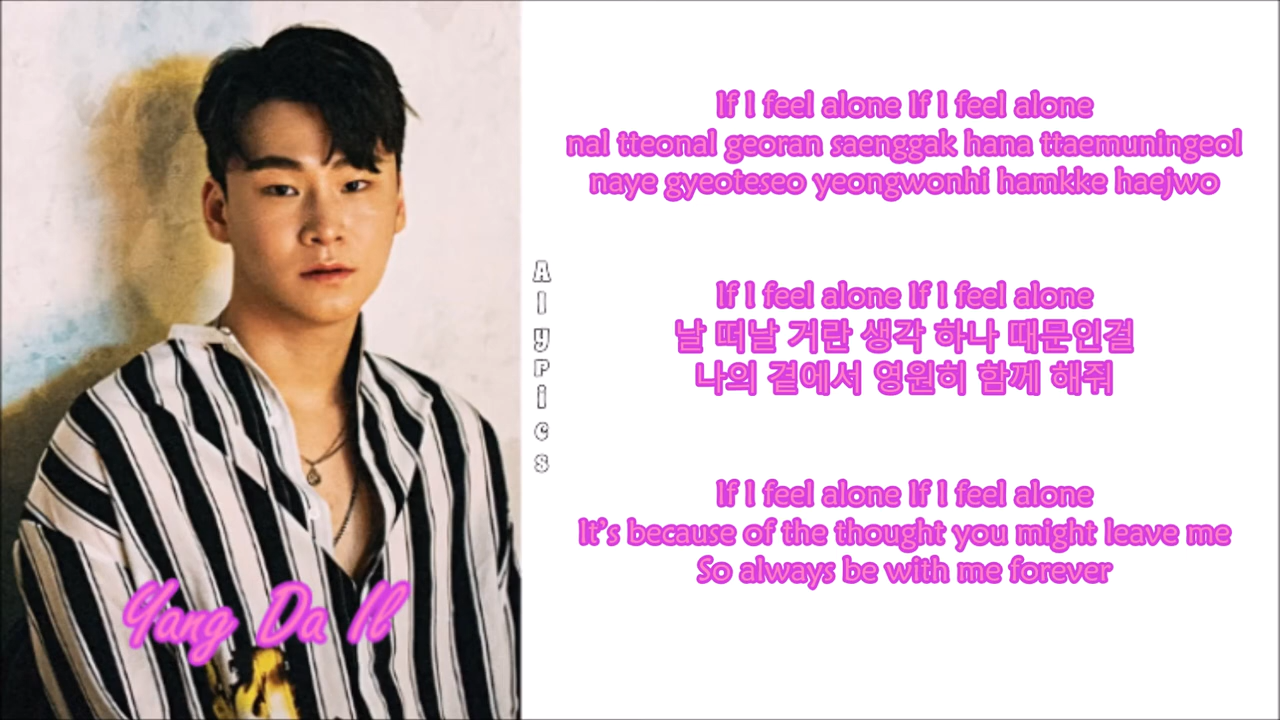 If I feel alone If I feel alone
nal tteonal georan saenggak hana ttaemuningeol
naye gyeoteseo yeongwonhi hamkke haejwo
If I feel alone If I feel alone
날 떠날 거란 생각 하나 때문인걸
나의 곁에서 영원히 함께 해줘
If I feel alone If I feel alone
It's because of the thought you might leave me
So always be with me forever
Alyrics
Yang Da Il